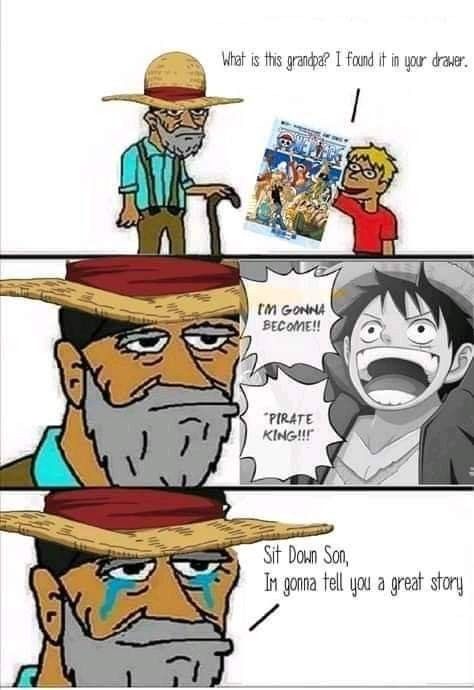 What is this grandpa? I found it in your drawer.
I'M GONNA
BECOME!!
"PIRATE
KING!!!"
Sit Down Son,
Im gonna tell you a great story